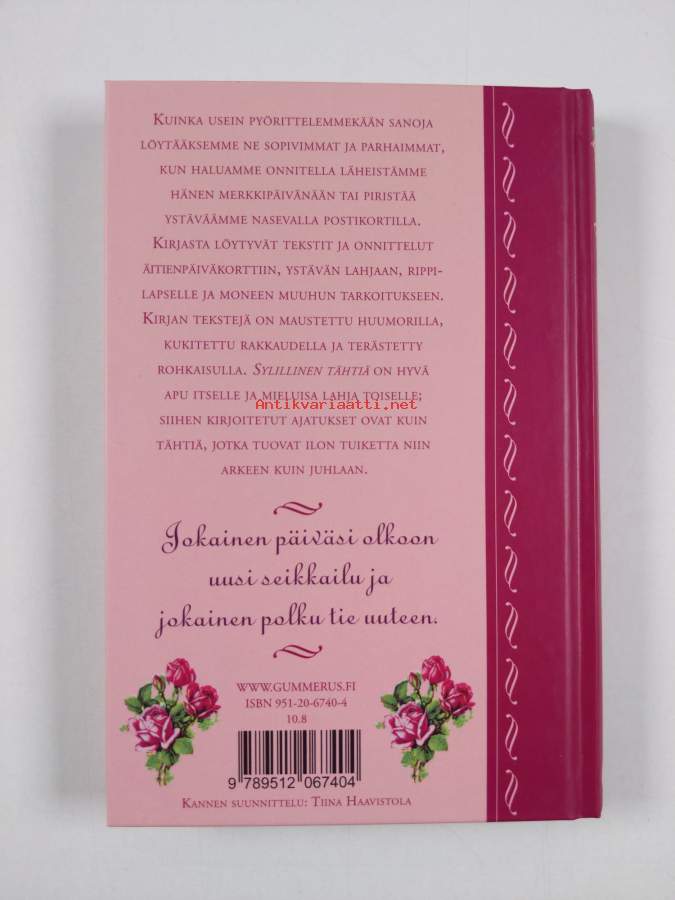 Kuinka usein pyörittelemmekään sanoja
löytääksemme ne sopivimmat ja parhaimmat,
kun haluamme onnitella läheistämme
hänen merkkipäivänään tai piristää
ystäväämme nasevalla postikortilla.
Kirjasta löytyvät tekstit ja onnittelut
äitienpäiväkorttiin, ystävän lahjaan, rippi-
lapselle ja moneen muuhun tarkoitukseen.
Kirjan tekstejä on maustettu huumorilla,
kukitettu rakkaudella ja terästetty
rohkaisulla. Sylillinen tähtiä on hyvä
apu itselle ja mieluisa lahja toiselle;
Antikvariaatti.net
siihen kirjoitetut ajatukset ovat kuin
tähtiä, jotka tuovat ilon tuiketta niin
arkeen kuin juhlaan.
Jokainen päiväsi olkoon
uusi seikkailu ja
jokainen polku tie uuteen.
WWW.GUMMERUS.FI
ISBN 951-20-6740-4
10.8
9 789512 067404
Kannen suunnittelu: Tiina Haavistola